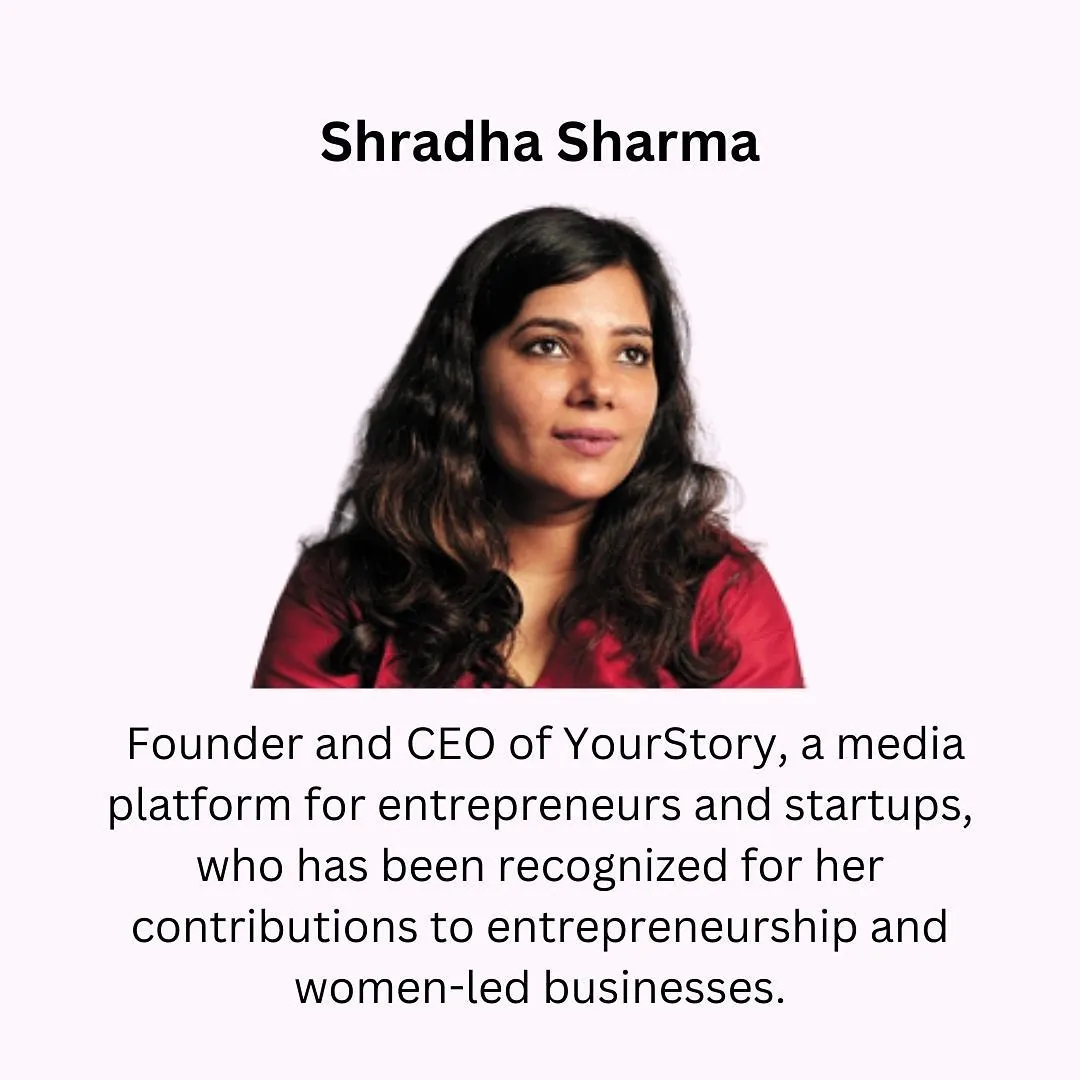 Shradha Sharma
Founder and CEO of YourStory, a media
platform for entrepreneurs and startups,
who has been recognized for her
contributions to entrepreneurship and
women-led businesses.